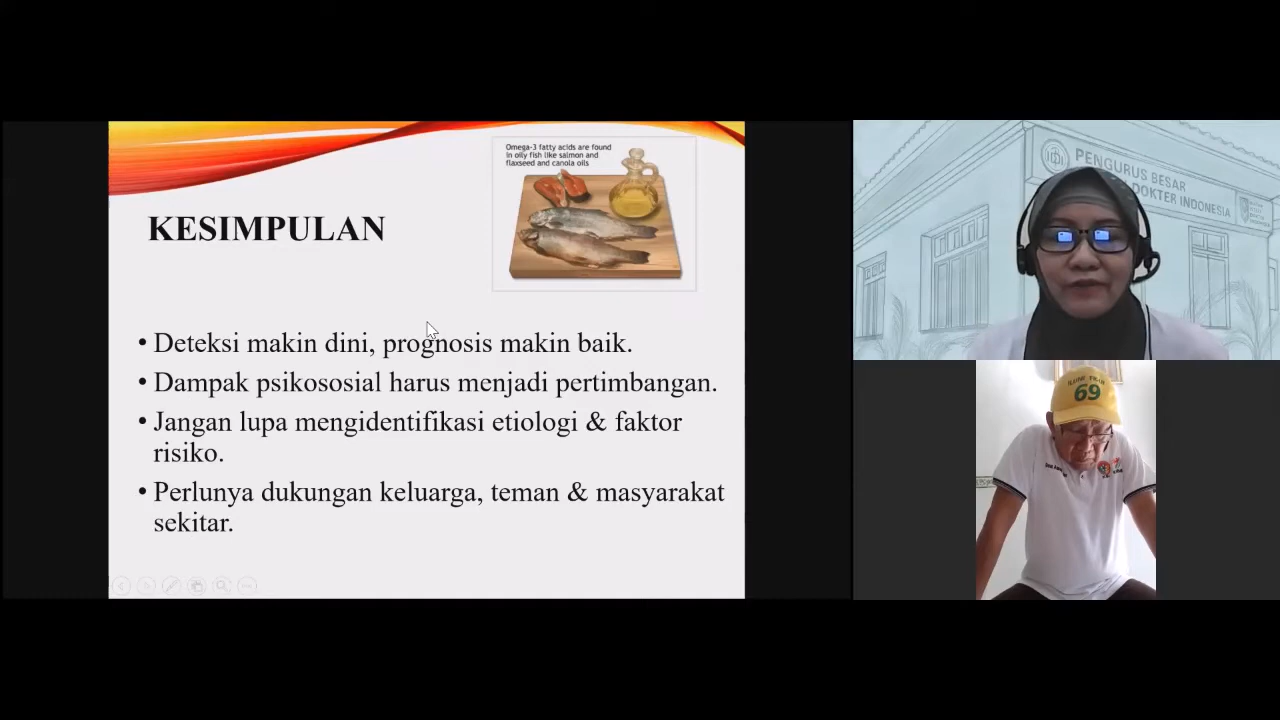 Omega-3 fatty acids are found
in oily fish like salmon and
flaxseed and canola oils
KESIMPULAN
• Deteksi makin dini, prognosis makin baik.
• Dampak psikososial harus menjadi pertimbangan.
• Jangan lupa mengidentifikasi etiologi & faktor
risiko.
• Perlunya dukungan keluarga, teman & masyarakat
sekitar.
PENGURUS BESAR
DOKTER INDONESIA
69